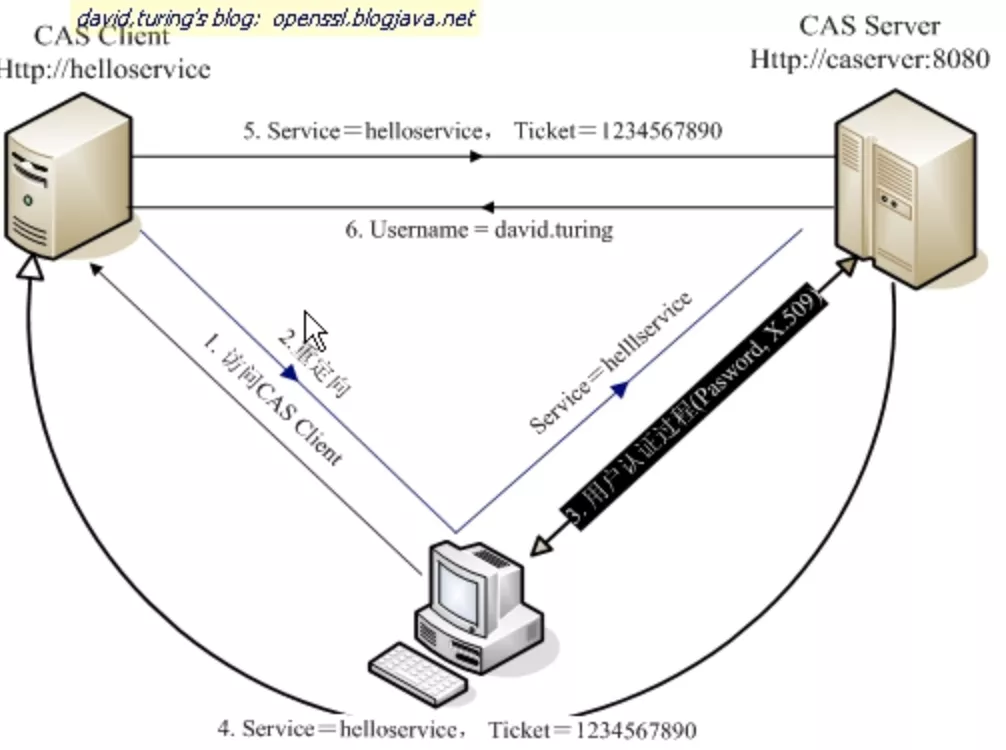 david.turing's blog: openssl.blogjava.net
CAS Client
Http://helloservice
CAS Server
Http://caserver:8080
5. Service＝helloservice， Ticket＝1234567890
6. Username = david.turing
1. 访问CAS Client
2.重定向
Service＝helllservice
3. 用户认证过程(Pasword, X.509)
4. Service＝helloservice， Ticket＝1234567890